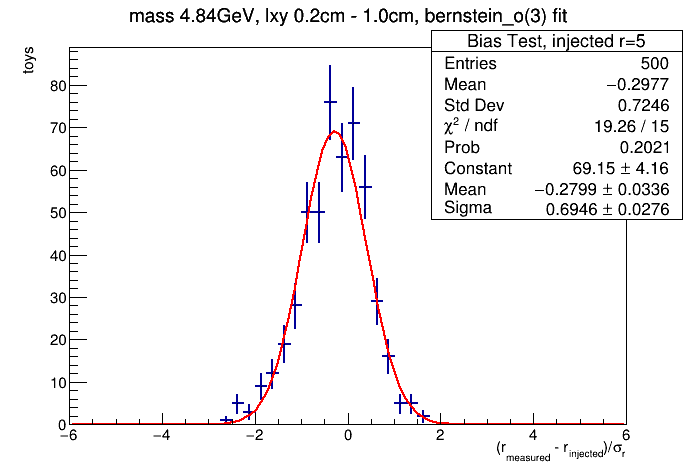 mass 4.84GeV, lxy 0.2cm - 1.0cm, bernstein_o(3) fit
toys
Bias Test, injected r=5
Entries 500
Mean −0.2977
Std Dev 0.7246
χ² / ndf 19.26 / 15
Prob 0.2021
Constant 69.15 ± 4.16
Mean −0.2799 ± 0.0336
Sigma 0.6946 ± 0.0276
80
70
60
50
40
30
20
10
0
−6 −4 −2 0 2 4 6
(r_measured - r_injected)/σ_r